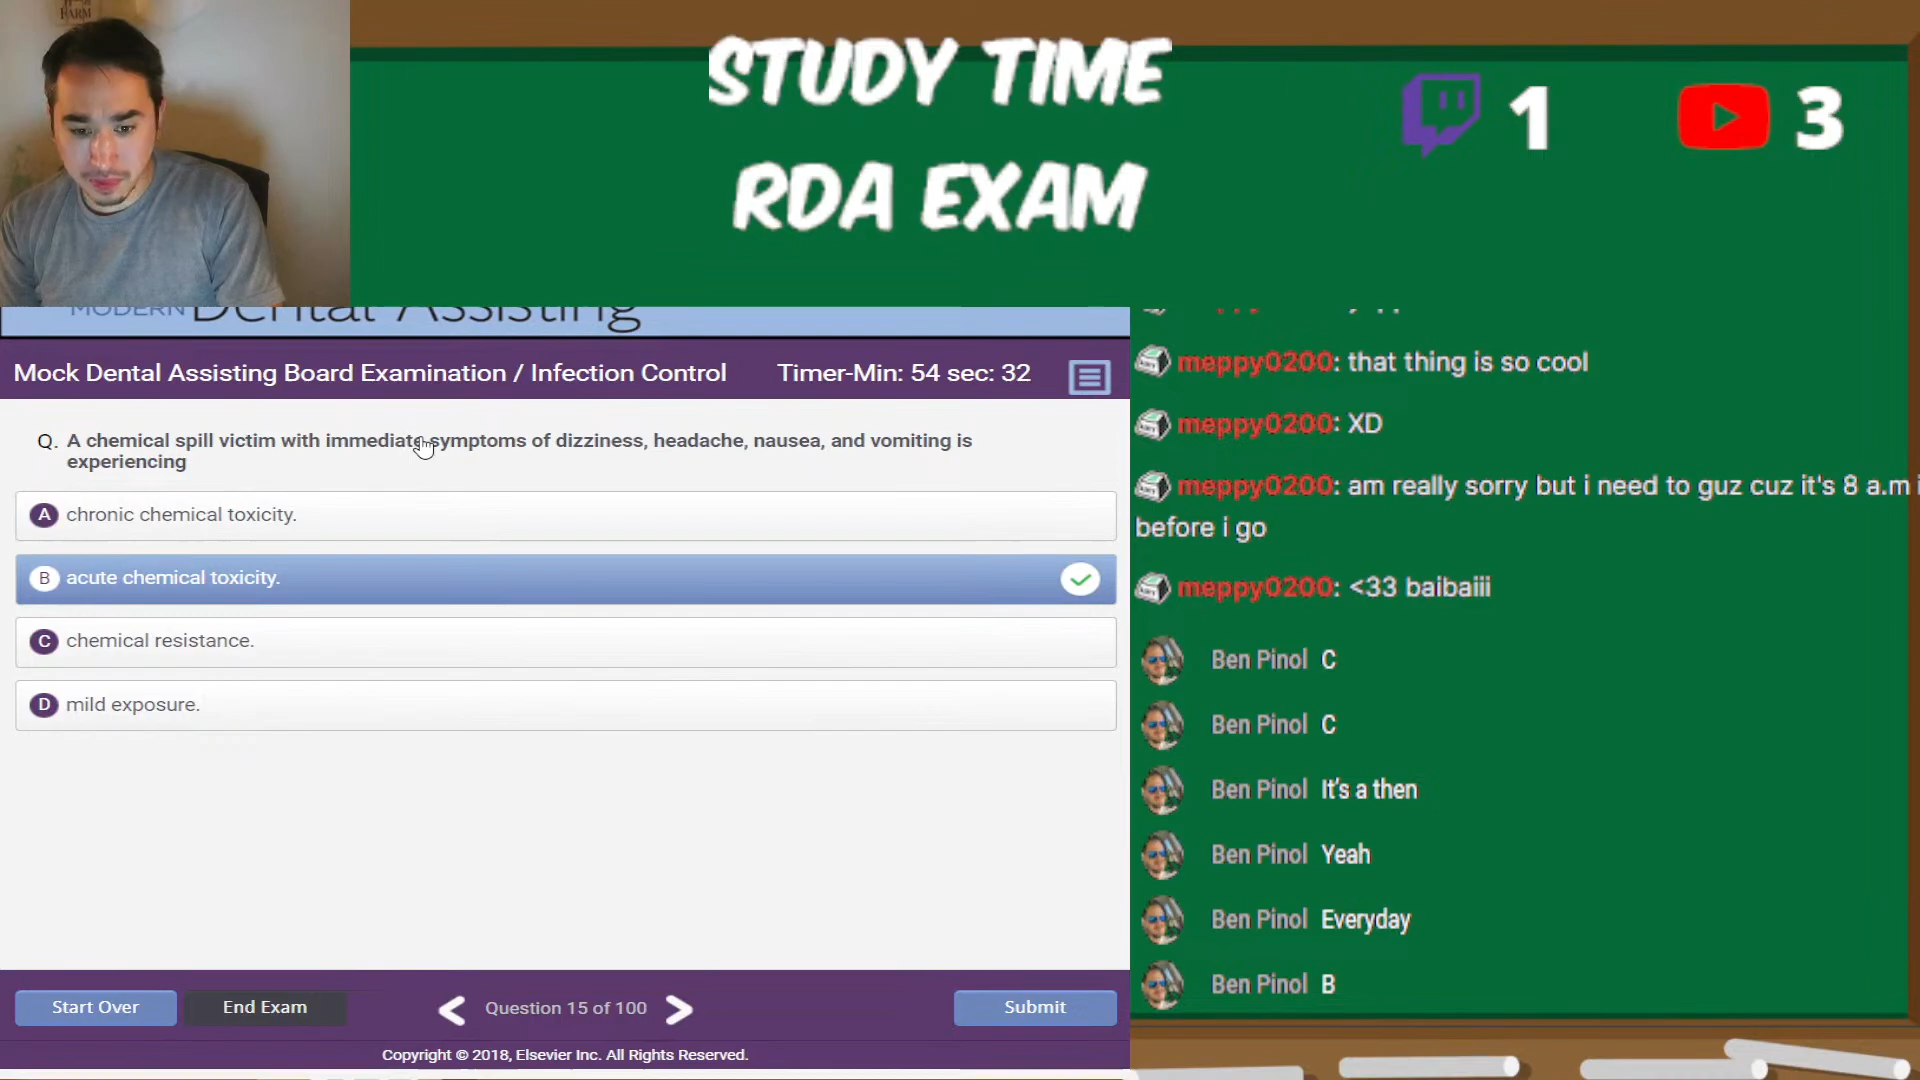 FARM
STUDY TIME
RDA EXAM
1
3
MODERN Dental Assisting
Mock Dental Assisting Board Examination / Infection Control
Timer-Min: 54 sec: 32
Q. A chemical spill victim with immediate symptoms of dizziness, headache, nausea, and vomiting is
experiencing
A chronic chemical toxicity.
B acute chemical toxicity.
C chemical resistance.
D mild exposure.
Start Over
End Exam
Question 15 of 100
Submit
Copyright © 2018, Elsevier Inc. All Rights Reserved.
meppy0200: that thing is so cool
meppy0200: XD
meppy0200: am really sorry but i need to guz cuz it's 8 a.m i
before i go
meppy0200: <33 baibaiii
Ben Pinol C
Ben Pinol C
Ben Pinol It's a then
Ben Pinol Yeah
Ben Pinol Everyday
Ben Pinol B